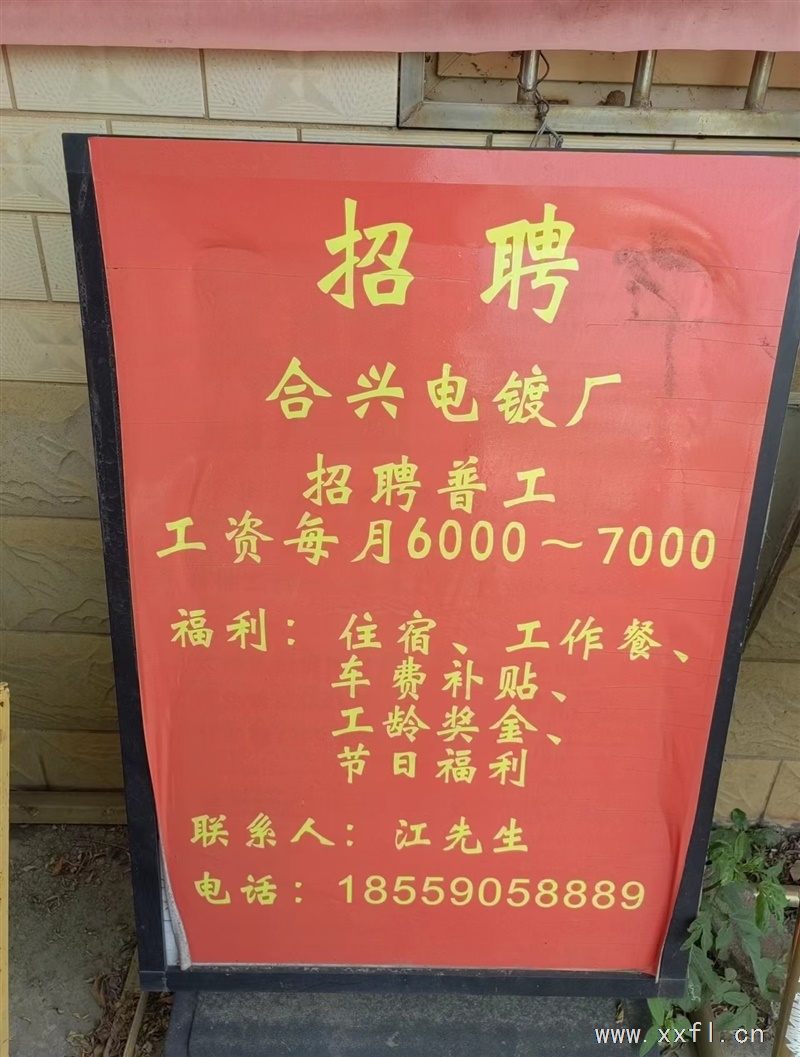 招聘
合兴电镀厂
招聘普工
工资每月6000～7000
福利：住宿、工作餐、
车费补贴、
工龄奖金、
节日福利
联系人：江先生
电话：18559058889
www.xxfl.cn